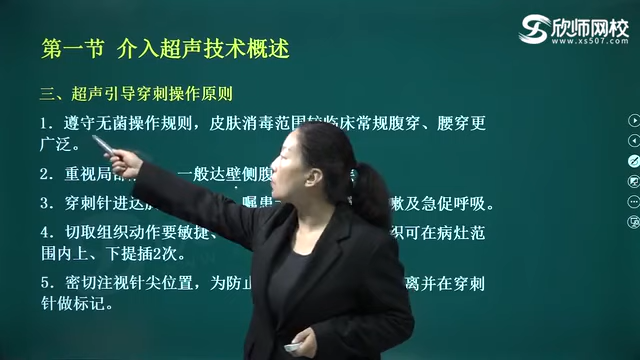 欣师网校
www.xs507.com
第一节 介入超声技术概述
三、超声引导穿刺操作原则
1．遵守无菌操作规则，皮肤消毒范围较临床常规腹穿、腰穿更
广泛。
2．重视局部 一般达壁侧腹
3．穿刺针进达 嘱患 嗽及急促呼吸。
4．切取组织动作要敏捷、 织可在病灶范
围内上、下提插2次。
5．密切注视针尖位置，为防止 离并在穿刺
针做标记。